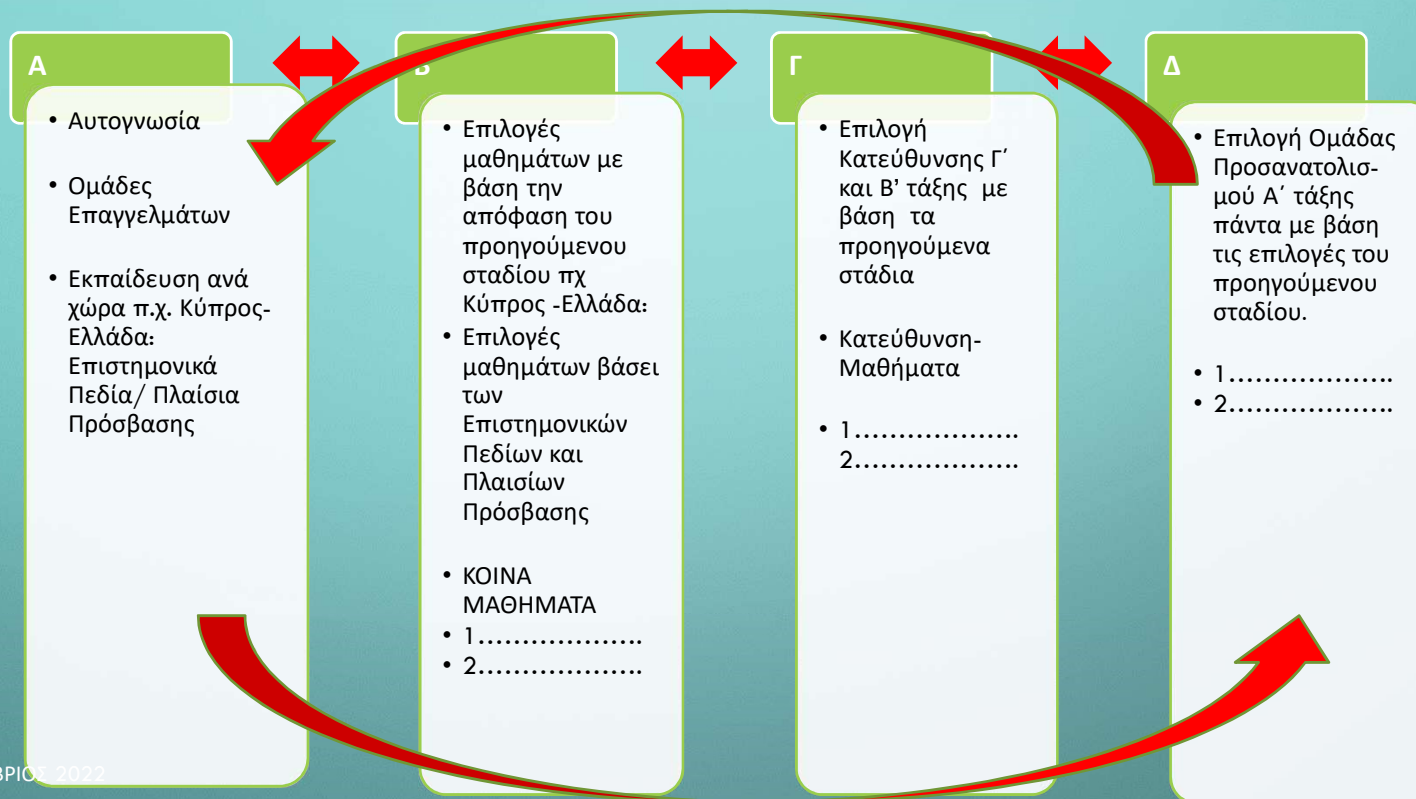 Α
• Αυτογνωσία
• Ομάδες
Επαγγελμάτων
• Εκπαίδευση ανά
χώρα π.χ. Κύπρος-
Ελλάδα:
Επιστημονικά
Πεδία/ Πλαίσια
Πρόσβασης
Β
• Επιλογές
μαθημάτων με
βάση την
απόφαση του
προηγούμενου
σταδίου πχ
Κύπρος -Ελλάδα:
• Επιλογές
μαθημάτων βάσει
των
Επιστημονικών
Πεδίων και
Πλαισίων
Πρόσβασης
• ΚΟΙΝΑ
ΜΑΘΗΜΑΤΑ
• 1...................
• 2...................
Γ
• Επιλογή
Κατεύθυνσης Γ΄
και Β’ τάξης με
βάση τα
προηγούμενα
στάδια
• Κατεύθυνση-
Μαθήματα
• 1...................
2...................
Δ
• Επιλογή Ομάδας
Προσανατολισ-
μού Α΄ τάξης
πάντα με βάση
τις επιλογές του
προηγούμενου
σταδίου.
• 1...................
• 2...................
2022